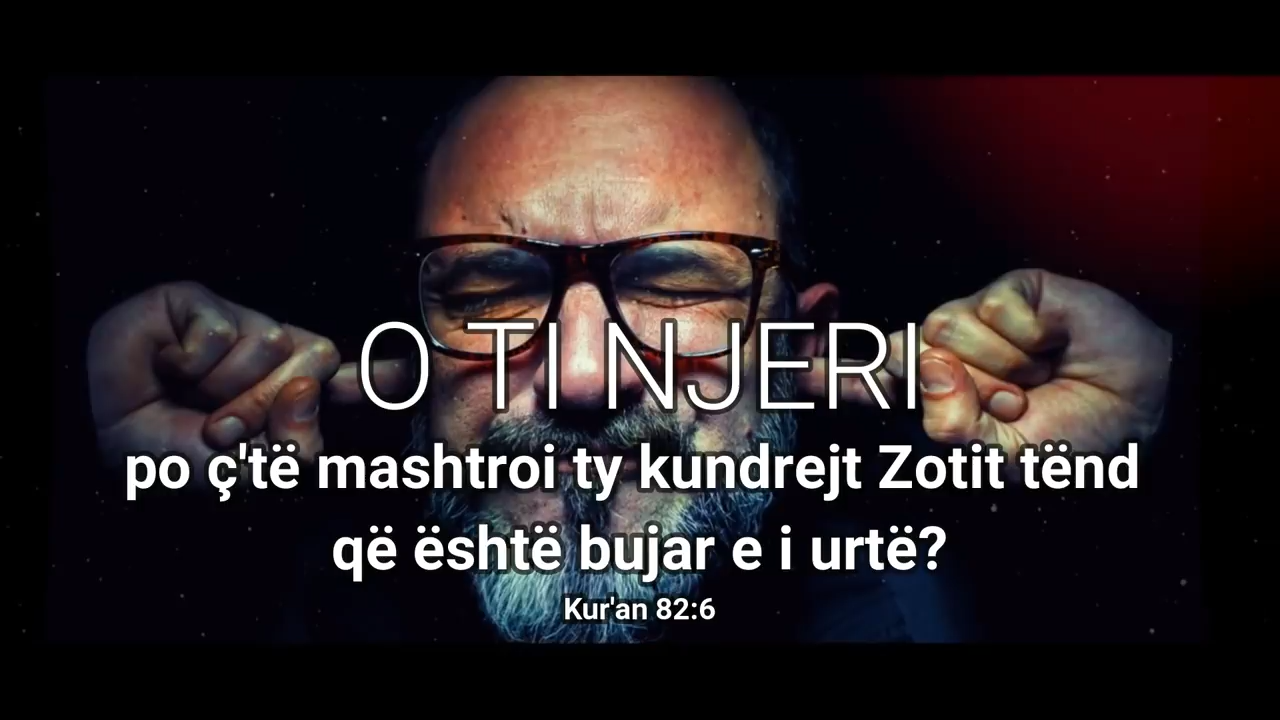 O TI NJERI
po ç'të mashtroi ty kundrejt Zotit tënd
që është bujar e i urtë?
Kur'an 82:6